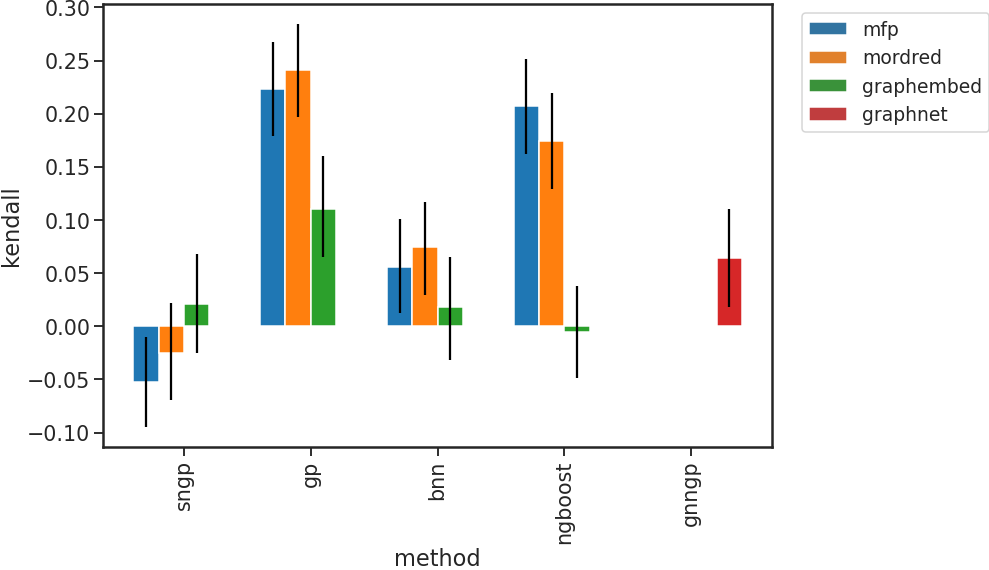 0.30
0.25
0.20
0.15
0.10
0.05
0.00
−0.05
−0.10
kendall
sngp
gp
bnn
ngboost
gnngp
method
mfp
mordred
graphembed
graphnet